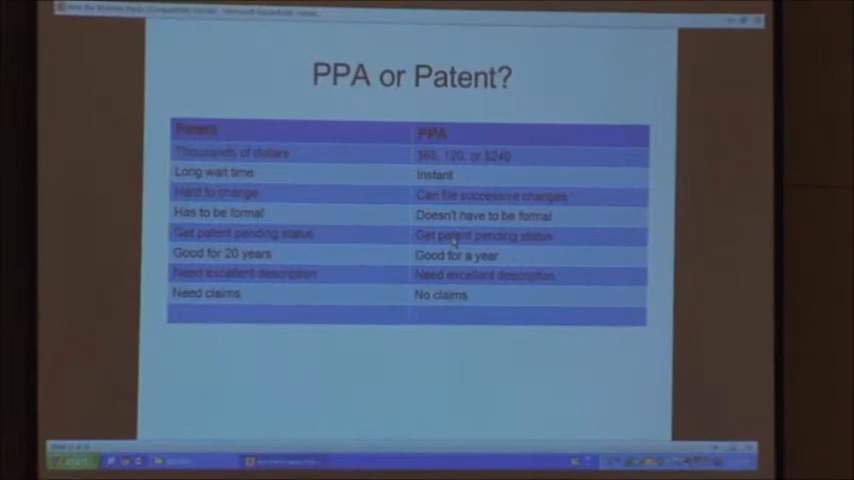 PPA or Patent?
Patent PPA
Thousands of dollars $65, 120, or $240
Long wait time Instant
Hard to change Can file successive changes
Has to be formal Doesn't have to be formal
Get patent pending status Get patent pending status
Good for 20 years Good for a year
Need excellent description Need excellent description
Need claims No claims